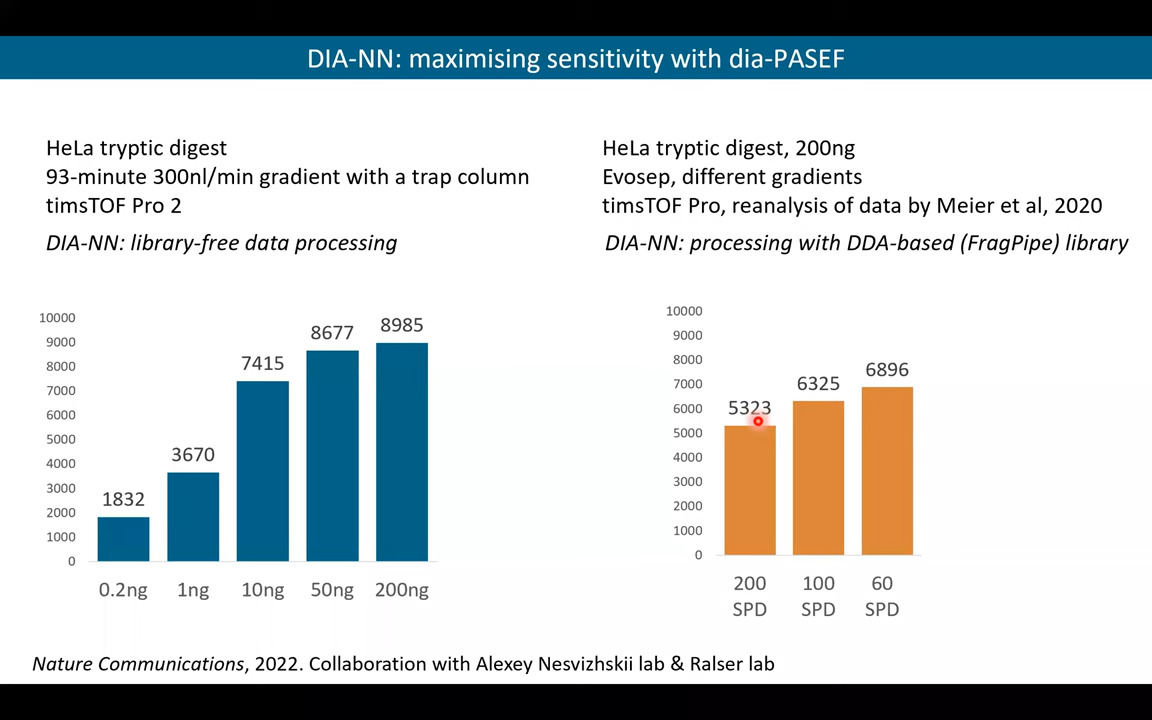 DIA-NN: maximising sensitivity with dia-PASEF
HeLa tryptic digest
93-minute 300nl/min gradient with a trap column
timsTOF Pro 2
DIA-NN: library-free data processing
10000
9000
8000
7000
6000
5000
4000
3000
2000
1000
0
1832
3670
7415
8677
8985
0.2ng 1ng 10ng 50ng 200ng
HeLa tryptic digest, 200ng
Evosep, different gradients
timsTOF Pro, reanalysis of data by Meier et al, 2020
DIA-NN: processing with DDA-based (FragPipe) library
10000
9000
8000
7000
6000
5000
4000
3000
2000
1000
0
5323
6325
6896
200 100 60
SPD SPD SPD
Nature Communications, 2022. Collaboration with Alexey Nesvizhskii lab & Ralser lab